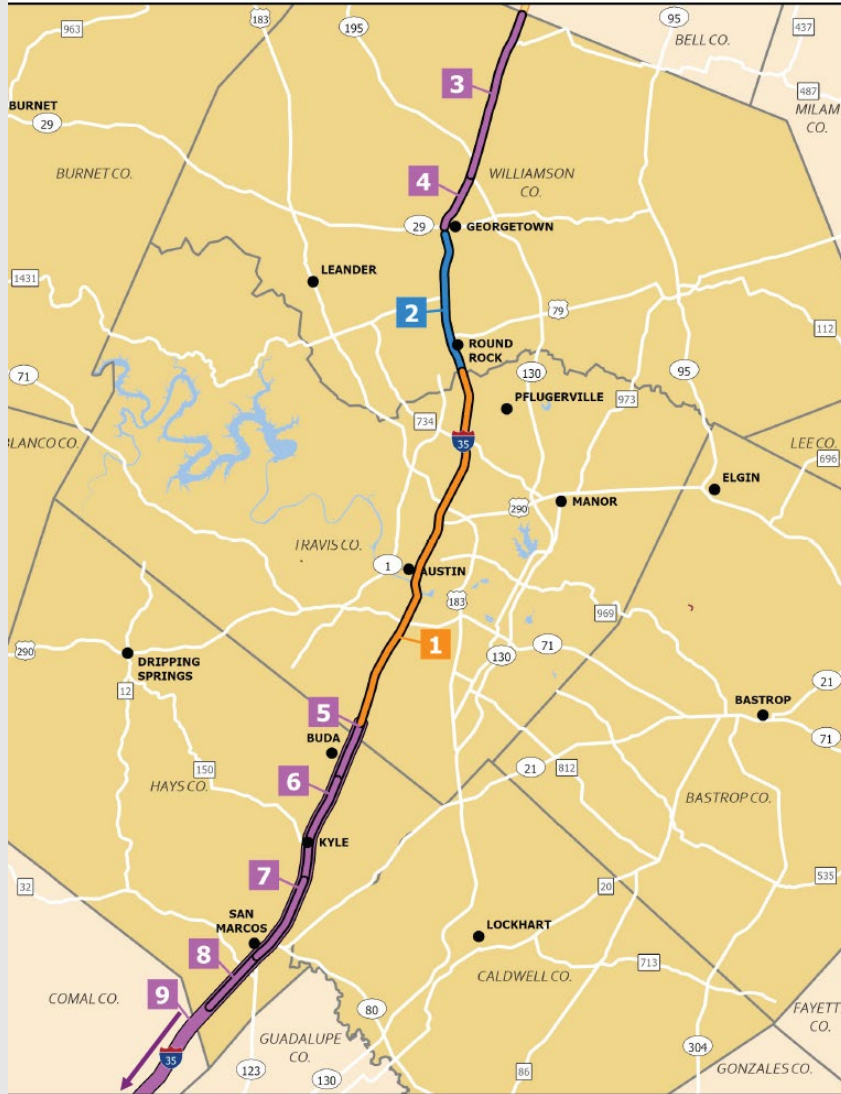 963
183
195
95
BELL CO.
437
487
MILAM
CO.
BURNET
29
3
BURNET CO.
4
WILLIAMSON
CO.
29
GEORGETOWN
LEANDER
1431
2
79
ROUND
ROCK
112
71
130
95
PFLUGERVILLE
973
734
35
BLANCO CO.
LEE CO.
696
ELGIN
290
MANOR
TRAVIS CO.
1
AUSTIN
183
969
1
290
DRIPPING
SPRINGS
130
71
12
21
BASTROP
5
71
BUDA
150
6
21
812
HAYS CO.
BASTROP CO.
KYLE
7
32
20
535
SAN
MARCOS
LOCKHART
8
713
CALDWELL CO.
COMAL CO.
9
80
FAYETT
CO.
GUADALUPE
CO.
304
35
123
130
86
GONZALES CO.